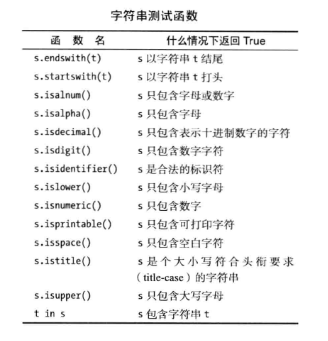 字符串测试函数
函 数 名 什么情况下返回 True
s.endswith(t) s 以字符串 t 结尾
s.startswith(t) s 以字符串 t 打头
s.isalnum() s 只包含字母或数字
s.isalpha() s 只包含字母
s.isdecimal() s 只包含表示十进制数字的字符
s.isdigit() s 只包含数字字符
s.isidentifier() s 是合法的标识符
s.islower() s 只包含小写字母
s.isnumeric() s 只包含数字
s.isprintable() s 只包含可打印字符
s.isspace() s 只包含空白字符
s.istitle() s 是个大小写符合头衔要求
（title-case）的字符串
s.isupper() s 只包含大写字母
t in s s 包含字符串 t